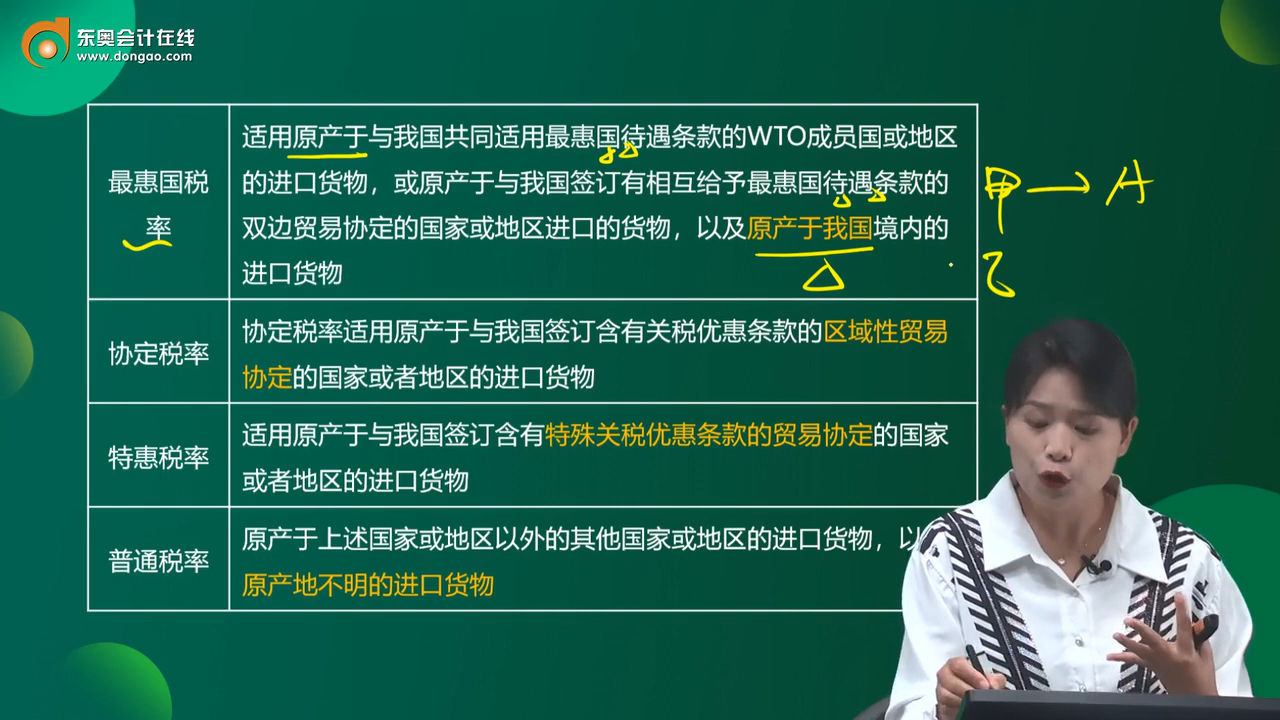 东奥会计在线
www.dongao.com
最惠国税
率
适用原产于与我国共同适用最惠国待遇条款的WTO成员国或地区
的进口货物，或原产于与我国签订有相互给予最惠国待遇条款的
双边贸易协定的国家或地区进口的货物，以及原产于我国境内的
进口货物
甲→A
乙
协定税率
协定税率适用原产于与我国签订含有关税优惠条款的区域性贸易
协定的国家或者地区的进口货物
特惠税率
适用原产于与我国签订含有特殊关税优惠条款的贸易协定的国家
或者地区的进口货物
普通税率
原产于上述国家或地区以外的其他国家或地区的进口货物，以
原产地不明的进口货物